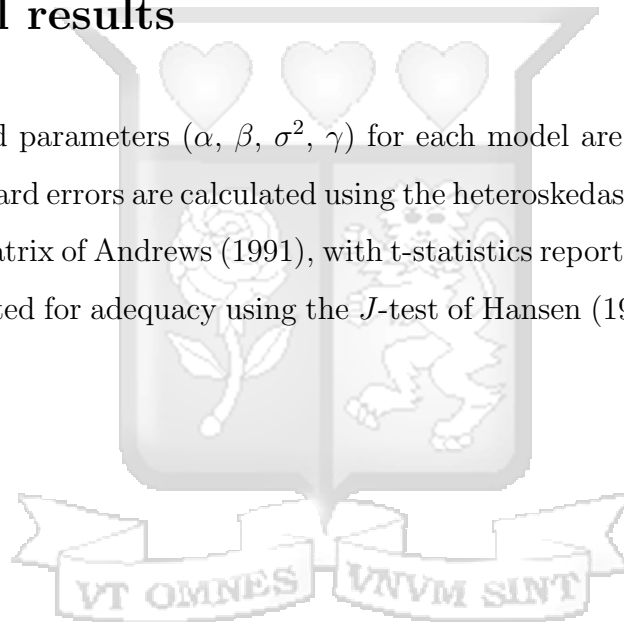 l results
d parameters (α, β, σ², γ) for each model are
ard errors are calculated using the heteroskedas
atrix of Andrews (1991), with t-statistics report
ted for adequacy using the J-test of Hansen (19
VT OMNES VNVM SINT